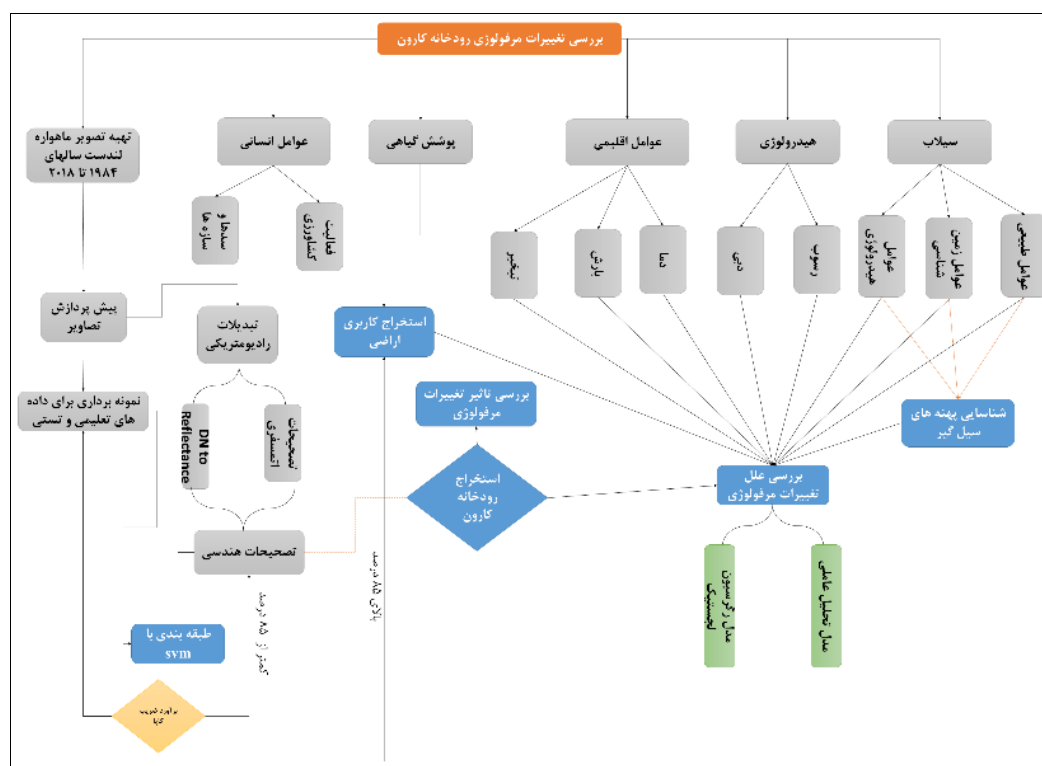 بررسی تغییرات مرفولوژی رودخانه کارون
سیلاب
هیدرولوژی
عوامل اقلیمی
پوشش گیاهی
عوامل انسانی
تهیه تصویر ماهواره
لندست سالهای
۱۹۸۴ تا ۲۰۱۸
عوامل طبیعی
عوامل زمین
شناسی
عوامل
هیدرولوژی
رسوب
دبی
دما
بارش
تبخیر
فعالیت
کشاورزی
سدها و
سازه ها
پیش پردازش
تصاویر
تبدیلات
رادیومتریکی
استخراج کاربری
اراضی
نمونه برداری برای داده
های تعلیمی و تستی
بررسی تاثیر تغییرات
مرفولوژی
شناسایی پهنه های
سیل گیر
تصحیحات
اتمسفری
DN to
Reflectance
استخراج
رودخانه
کارون
بررسی علل
تغییرات مرفولوژی
تصحیحات هندسی
بالای ۸۵ درصد
کمتر از ۸۵ درصد
مدل تحلیل عاملی
مدل رگرسیون
لجستیک
طبقه بندی با
svm
برآورد ضریب
کاپا